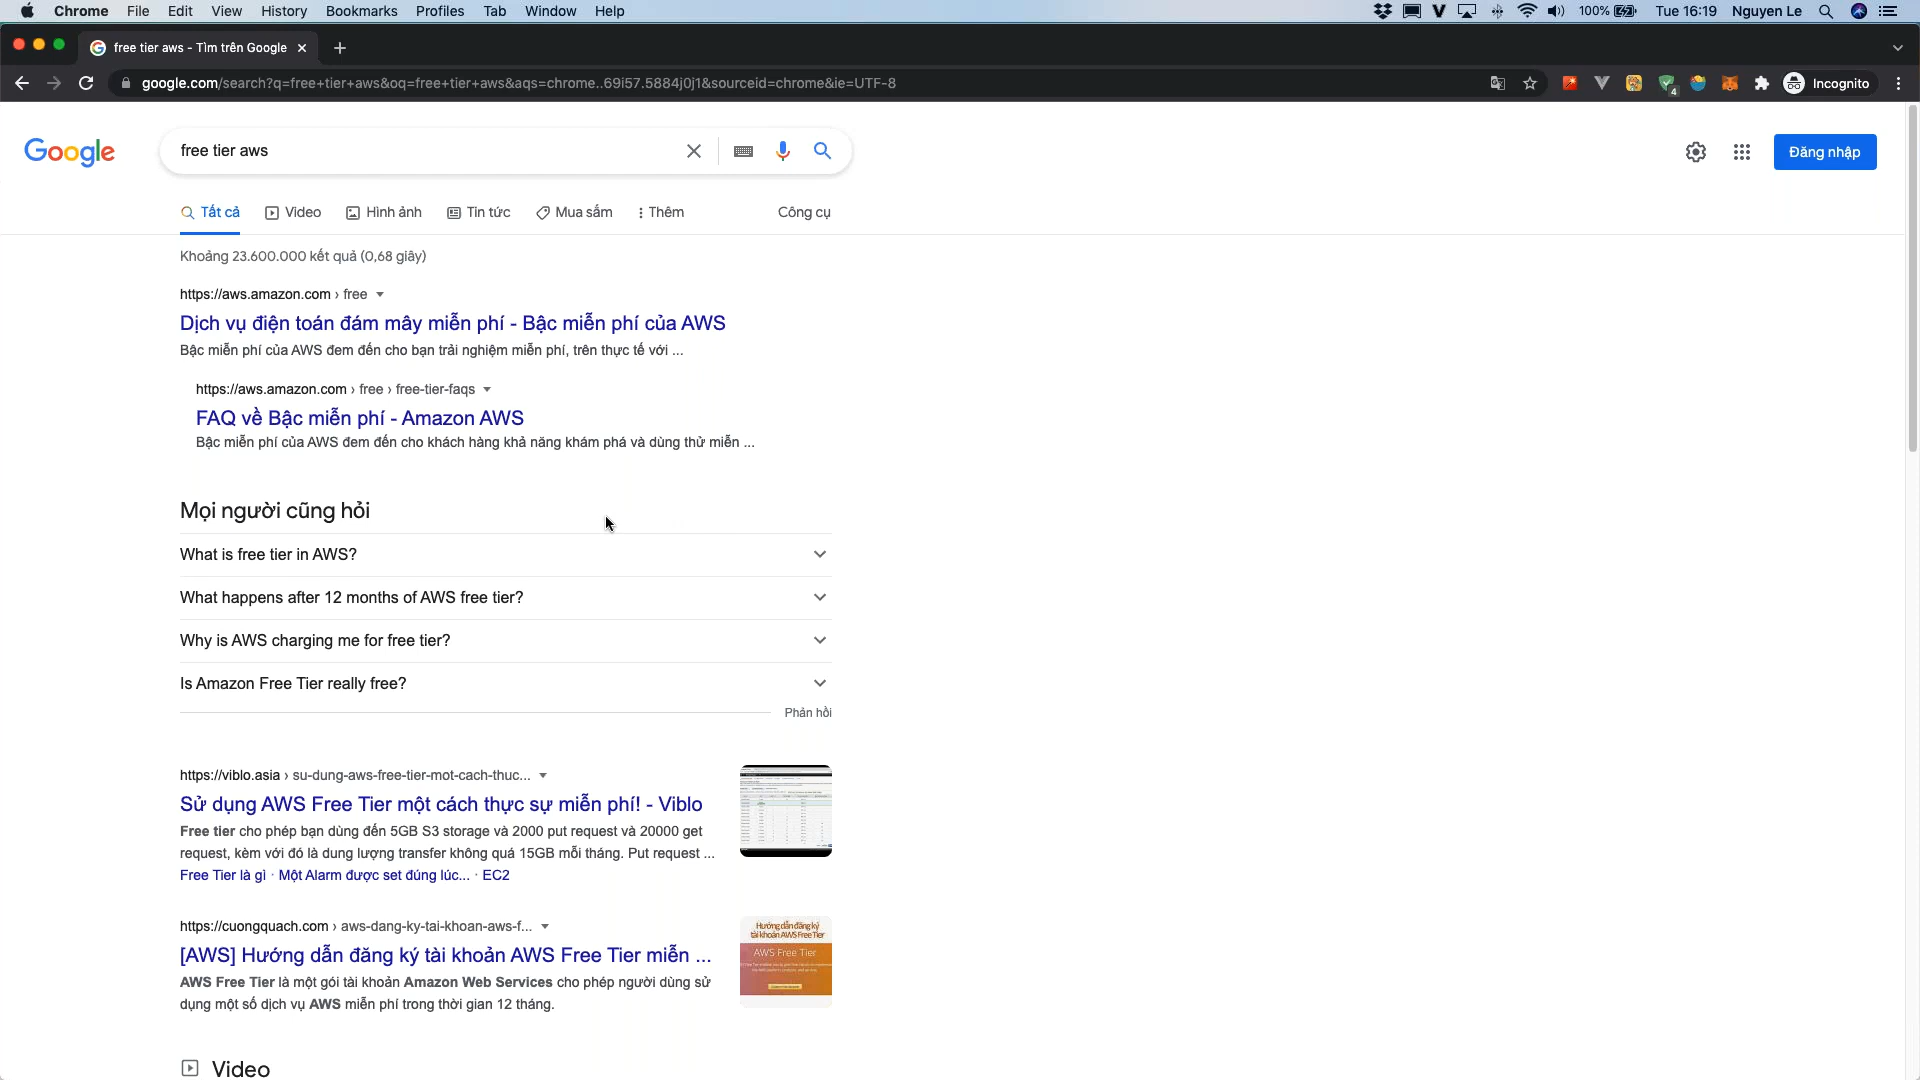 Chrome File Edit View History Bookmarks Profiles Tab Window Help 100% Tue 16:19 Nguyen Le
free tier aws - Tìm trên Google
google.com/search?q=free+tier+aws&oq=free+tier+aws&aqs=chrome..69i57.5884j0j1&sourceid=chrome&ie=UTF-8 4 Incognito
Google free tier aws Đăng nhập
Tất cả Video Hình ảnh Tin tức Mua sắm Thêm Công cụ
Khoảng 23.600.000 kết quả (0,68 giây)
https://aws.amazon.com › free
Dịch vụ điện toán đám mây miễn phí - Bậc miễn phí của AWS
Bậc miễn phí của AWS đem đến cho bạn trải nghiệm miễn phí, trên thực tế với ...
https://aws.amazon.com › free › free-tier-faqs
FAQ về Bậc miễn phí - Amazon AWS
Bậc miễn phí của AWS đem đến cho khách hàng khả năng khám phá và dùng thử miễn ...
Mọi người cũng hỏi
What is free tier in AWS?
What happens after 12 months of AWS free tier?
Why is AWS charging me for free tier?
Is Amazon Free Tier really free?
Phản hồi
https://viblo.asia › su-dung-aws-free-tier-mot-cach-thuc...
Sử dụng AWS Free Tier một cách thực sự miễn phí! - Viblo
Free tier cho phép bạn dùng đến 5GB S3 storage và 2000 put request và 20000 get
request, kèm với đó là dung lượng transfer không quá 15GB mỗi tháng. Put request ...
Free Tier là gì · Một Alarm được set đúng lúc... · EC2
https://cuongquach.com › aws-dang-ky-tai-khoan-aws-f...
[AWS] Hướng dẫn đăng ký tài khoản AWS Free Tier miễn ...
AWS Free Tier là một gói tài khoản Amazon Web Services cho phép người dùng sử
dụng một số dịch vụ AWS miễn phí trong thời gian 12 tháng.
Hướng dẫn đăng ký
tài khoản AWS Free Tier
AWS Free Tier
Video